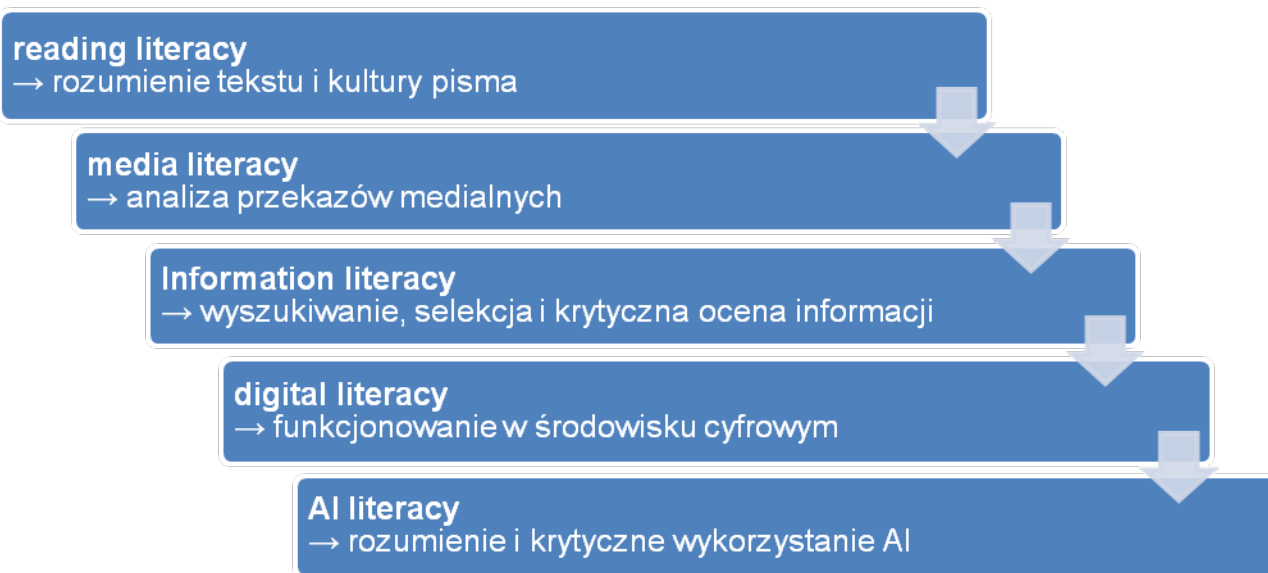 reading literacy
→ rozumienie tekstu i kultury pisma
media literacy
→ analiza przekazów medialnych
Information literacy
→ wyszukiwanie, selekcja i krytyczna ocena informacji
digital literacy
→ funkcjonowanie w środowisku cyfrowym
AI literacy
→ rozumienie i krytyczne wykorzystanie AI